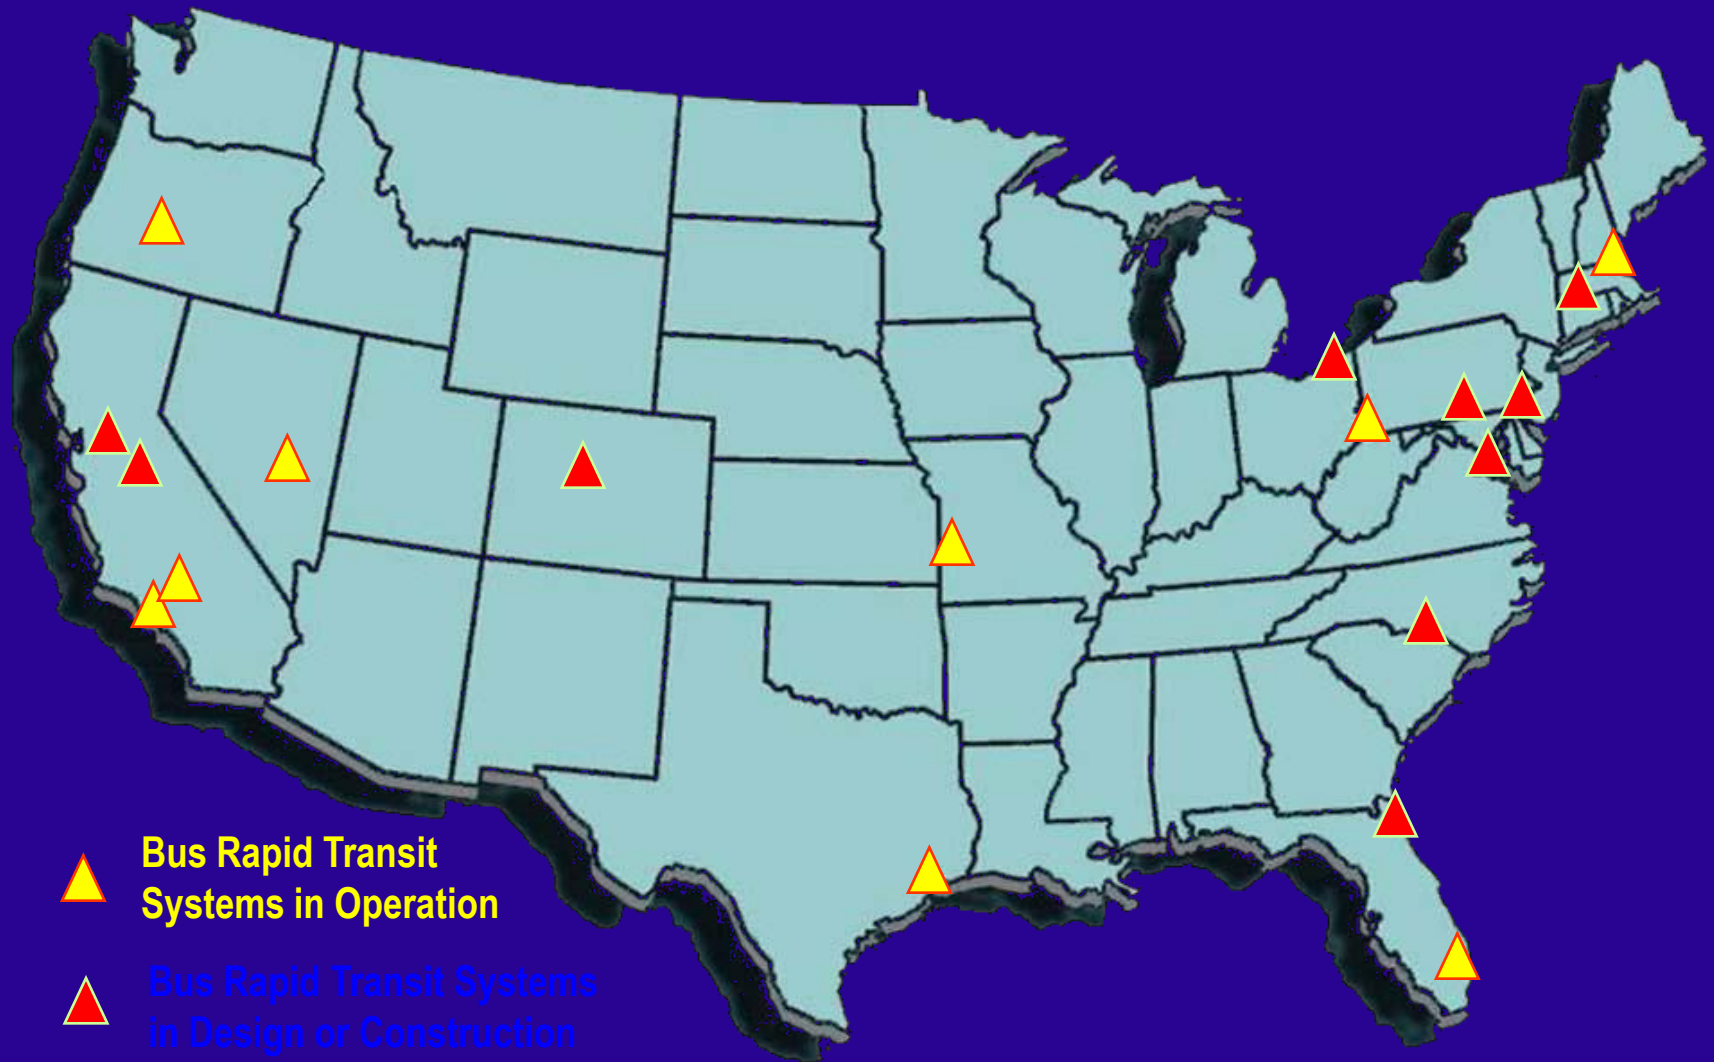 Bus Rapid Transit
Systems in Operation
Bus Rapid Transit Systems
in Design or Construction